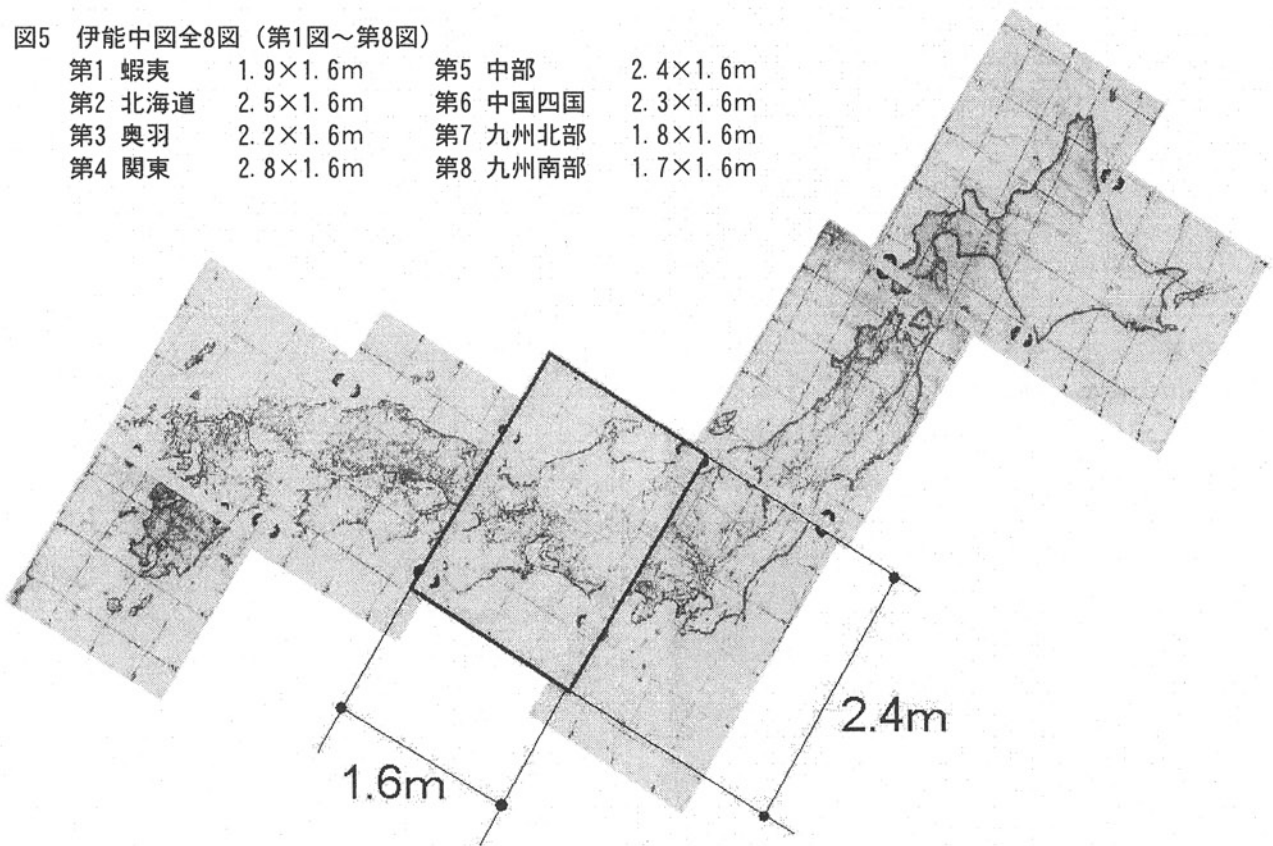 図5 伊能中図全8図（第1図～第8図）
第1 蝦夷 1.9×1.6m 第5 中部 2.4×1.6m
第2 北海道 2.5×1.6m 第6 中国四国 2.3×1.6m
第3 奥羽 2.2×1.6m 第7 九州北部 1.8×1.6m
第4 関東 2.8×1.6m 第8 九州南部 1.7×1.6m
2.4m
1.6m